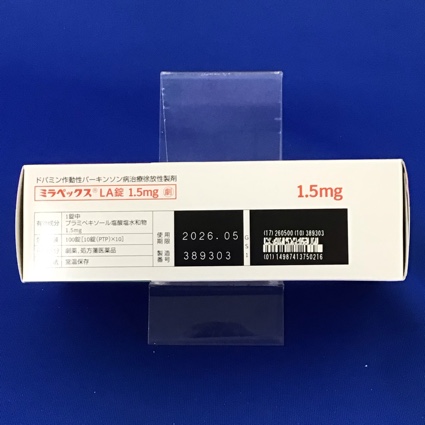 ドパミン作動性パーキンソン病治療徐放性製剤
ミラペックス® LA錠 1.5mg 劇
1.5mg
1錠中
プラミペキソール塩酸塩水和物
1.5mg
100錠[10錠(PTP)×10]
劇薬、処方箋医薬品
室温保存
使用期限 2026.05
製造番号 389303
GS1
(17) 260500 (10) 389303
(01) 14987413750216